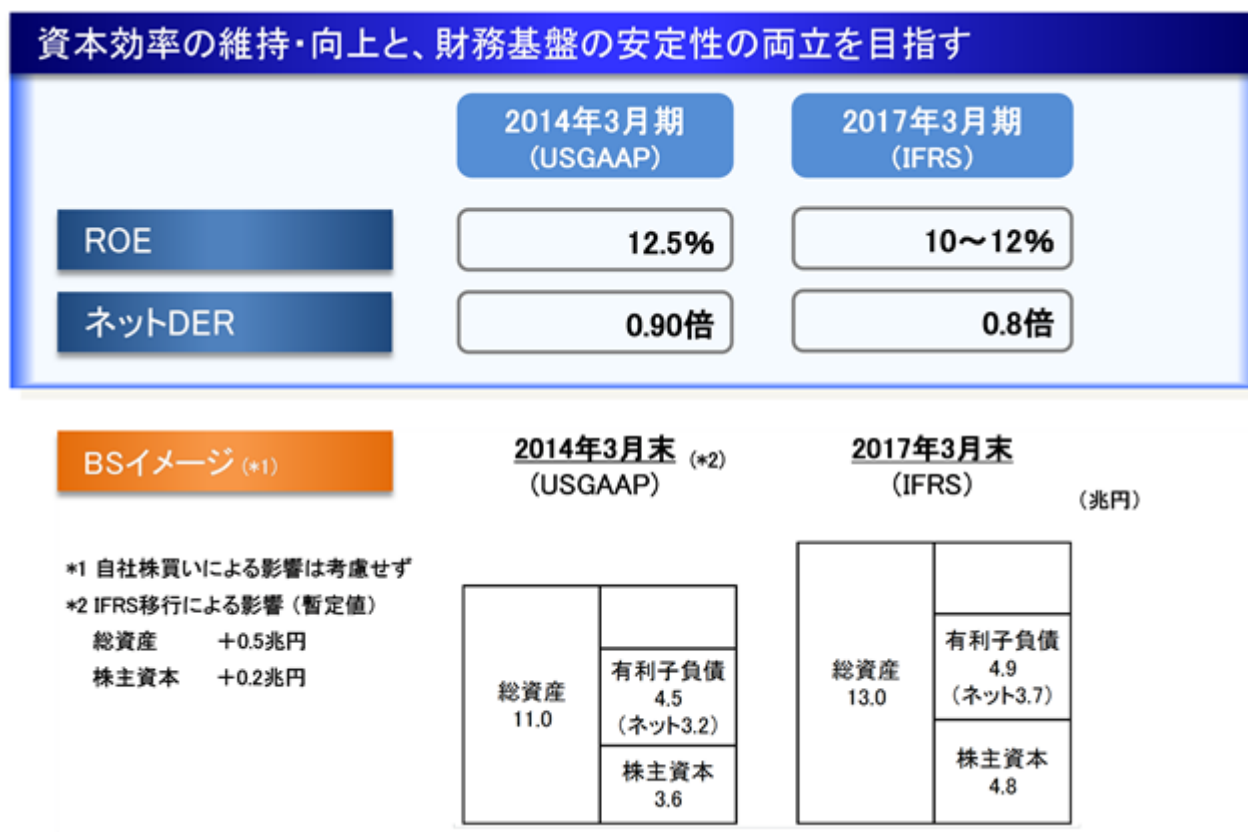 資本効率の維持・向上と、財務基盤の安定性の両立を目指す
2014年3月期
(USGAAP)
2017年3月期
(IFRS)
ROE
12.5%
10～12%
ネットDER
0.90倍
0.8倍
BSイメージ (*1)
2014年3月末 (*2)
(USGAAP)
2017年3月末
(IFRS)
(兆円)
*1 自社株買いによる影響は考慮せず
*2 IFRS移行による影響（暫定値）
総資産 ＋0.5兆円
株主資本 ＋0.2兆円
総資産
11.0
有利子負債
4.5
（ネット3.2）
株主資本
3.6
総資産
13.0
有利子負債
4.9
（ネット3.7）
株主資本
4.8